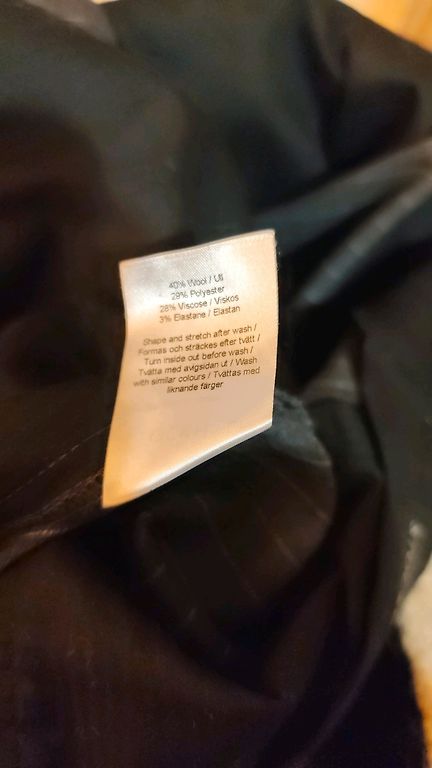 40% Wool / Ull
29% Polyester
28% Viscose / Viskos
3% Elastane / Elastan
Shape and stretch after wash /
Formas och sträckes efter tvätt /
Turn inside out before wash /
Tvätta med avigsidan ut / Wash
with similar colours / Tvättas med
liknande färger